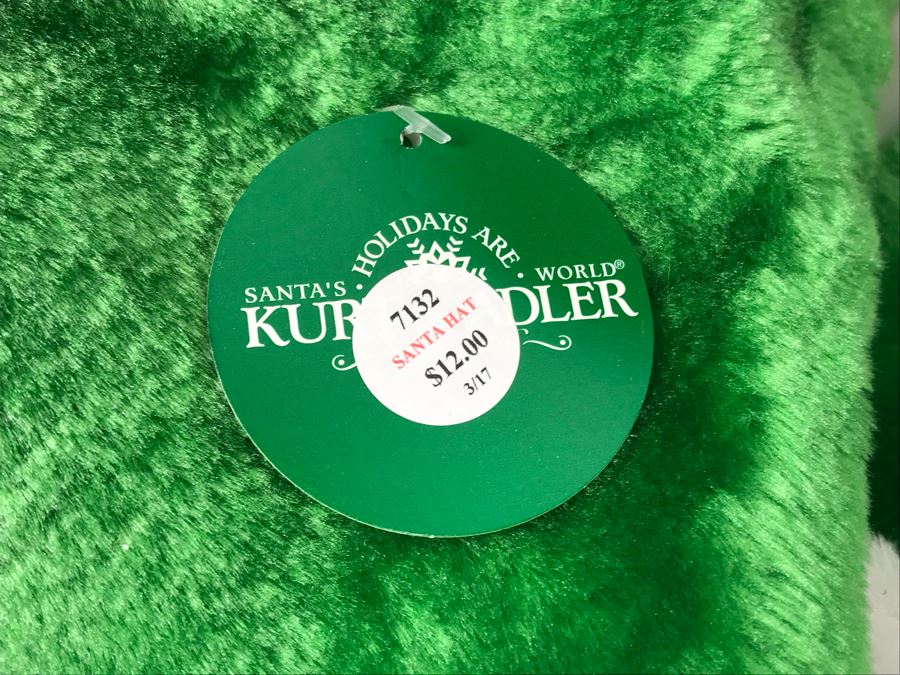 · HOLIDAYS ARE ·
SANTA'S WORLD®
KUR DLER
7132
SANTA HAT
$12.00
3/17